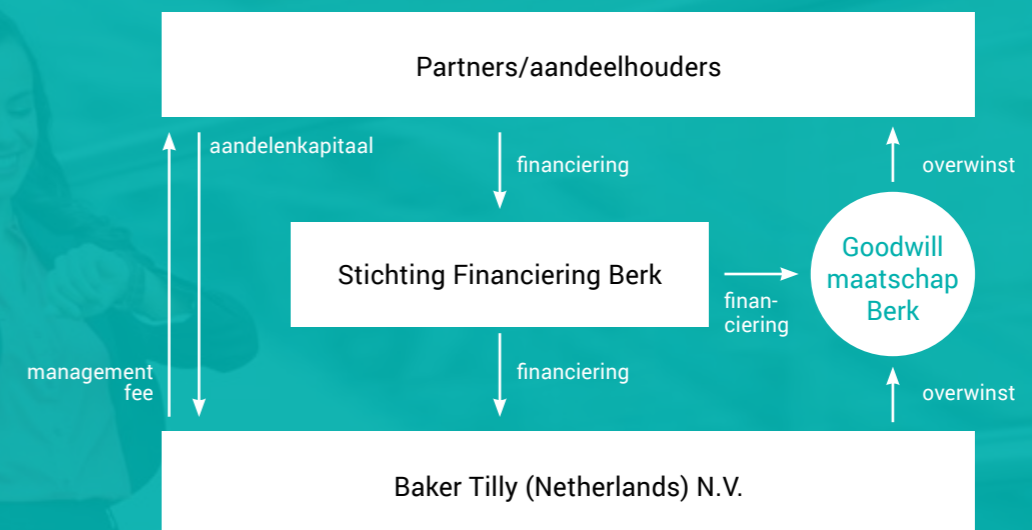 Partners/aandeelhouders
aandelenkapitaal
financiering
overwinst
Stichting Financiering Berk
finan-
ciering
Goodwill
maatschap
Berk
management
fee
financiering
overwinst
Baker Tilly (Netherlands) N.V.